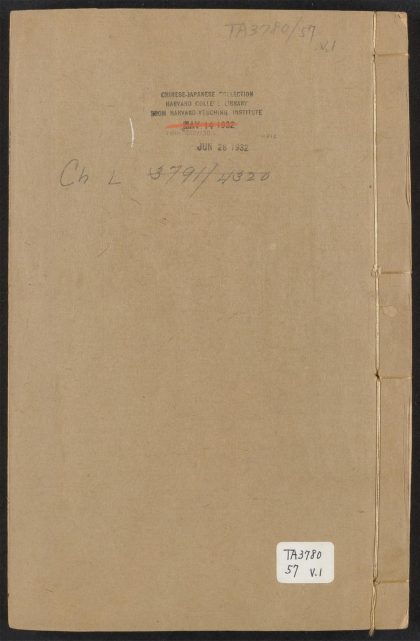 TA3780/57
v.1
CHINESE-JAPANESE COLLECTION
HARVARD COLLEGE LIBRARY
FROM HARVARD-YENCHING INSTITUTE
MAY 14 1932
JUN 28 1932
Ch L 3791/4320
TA3780
57 V.1